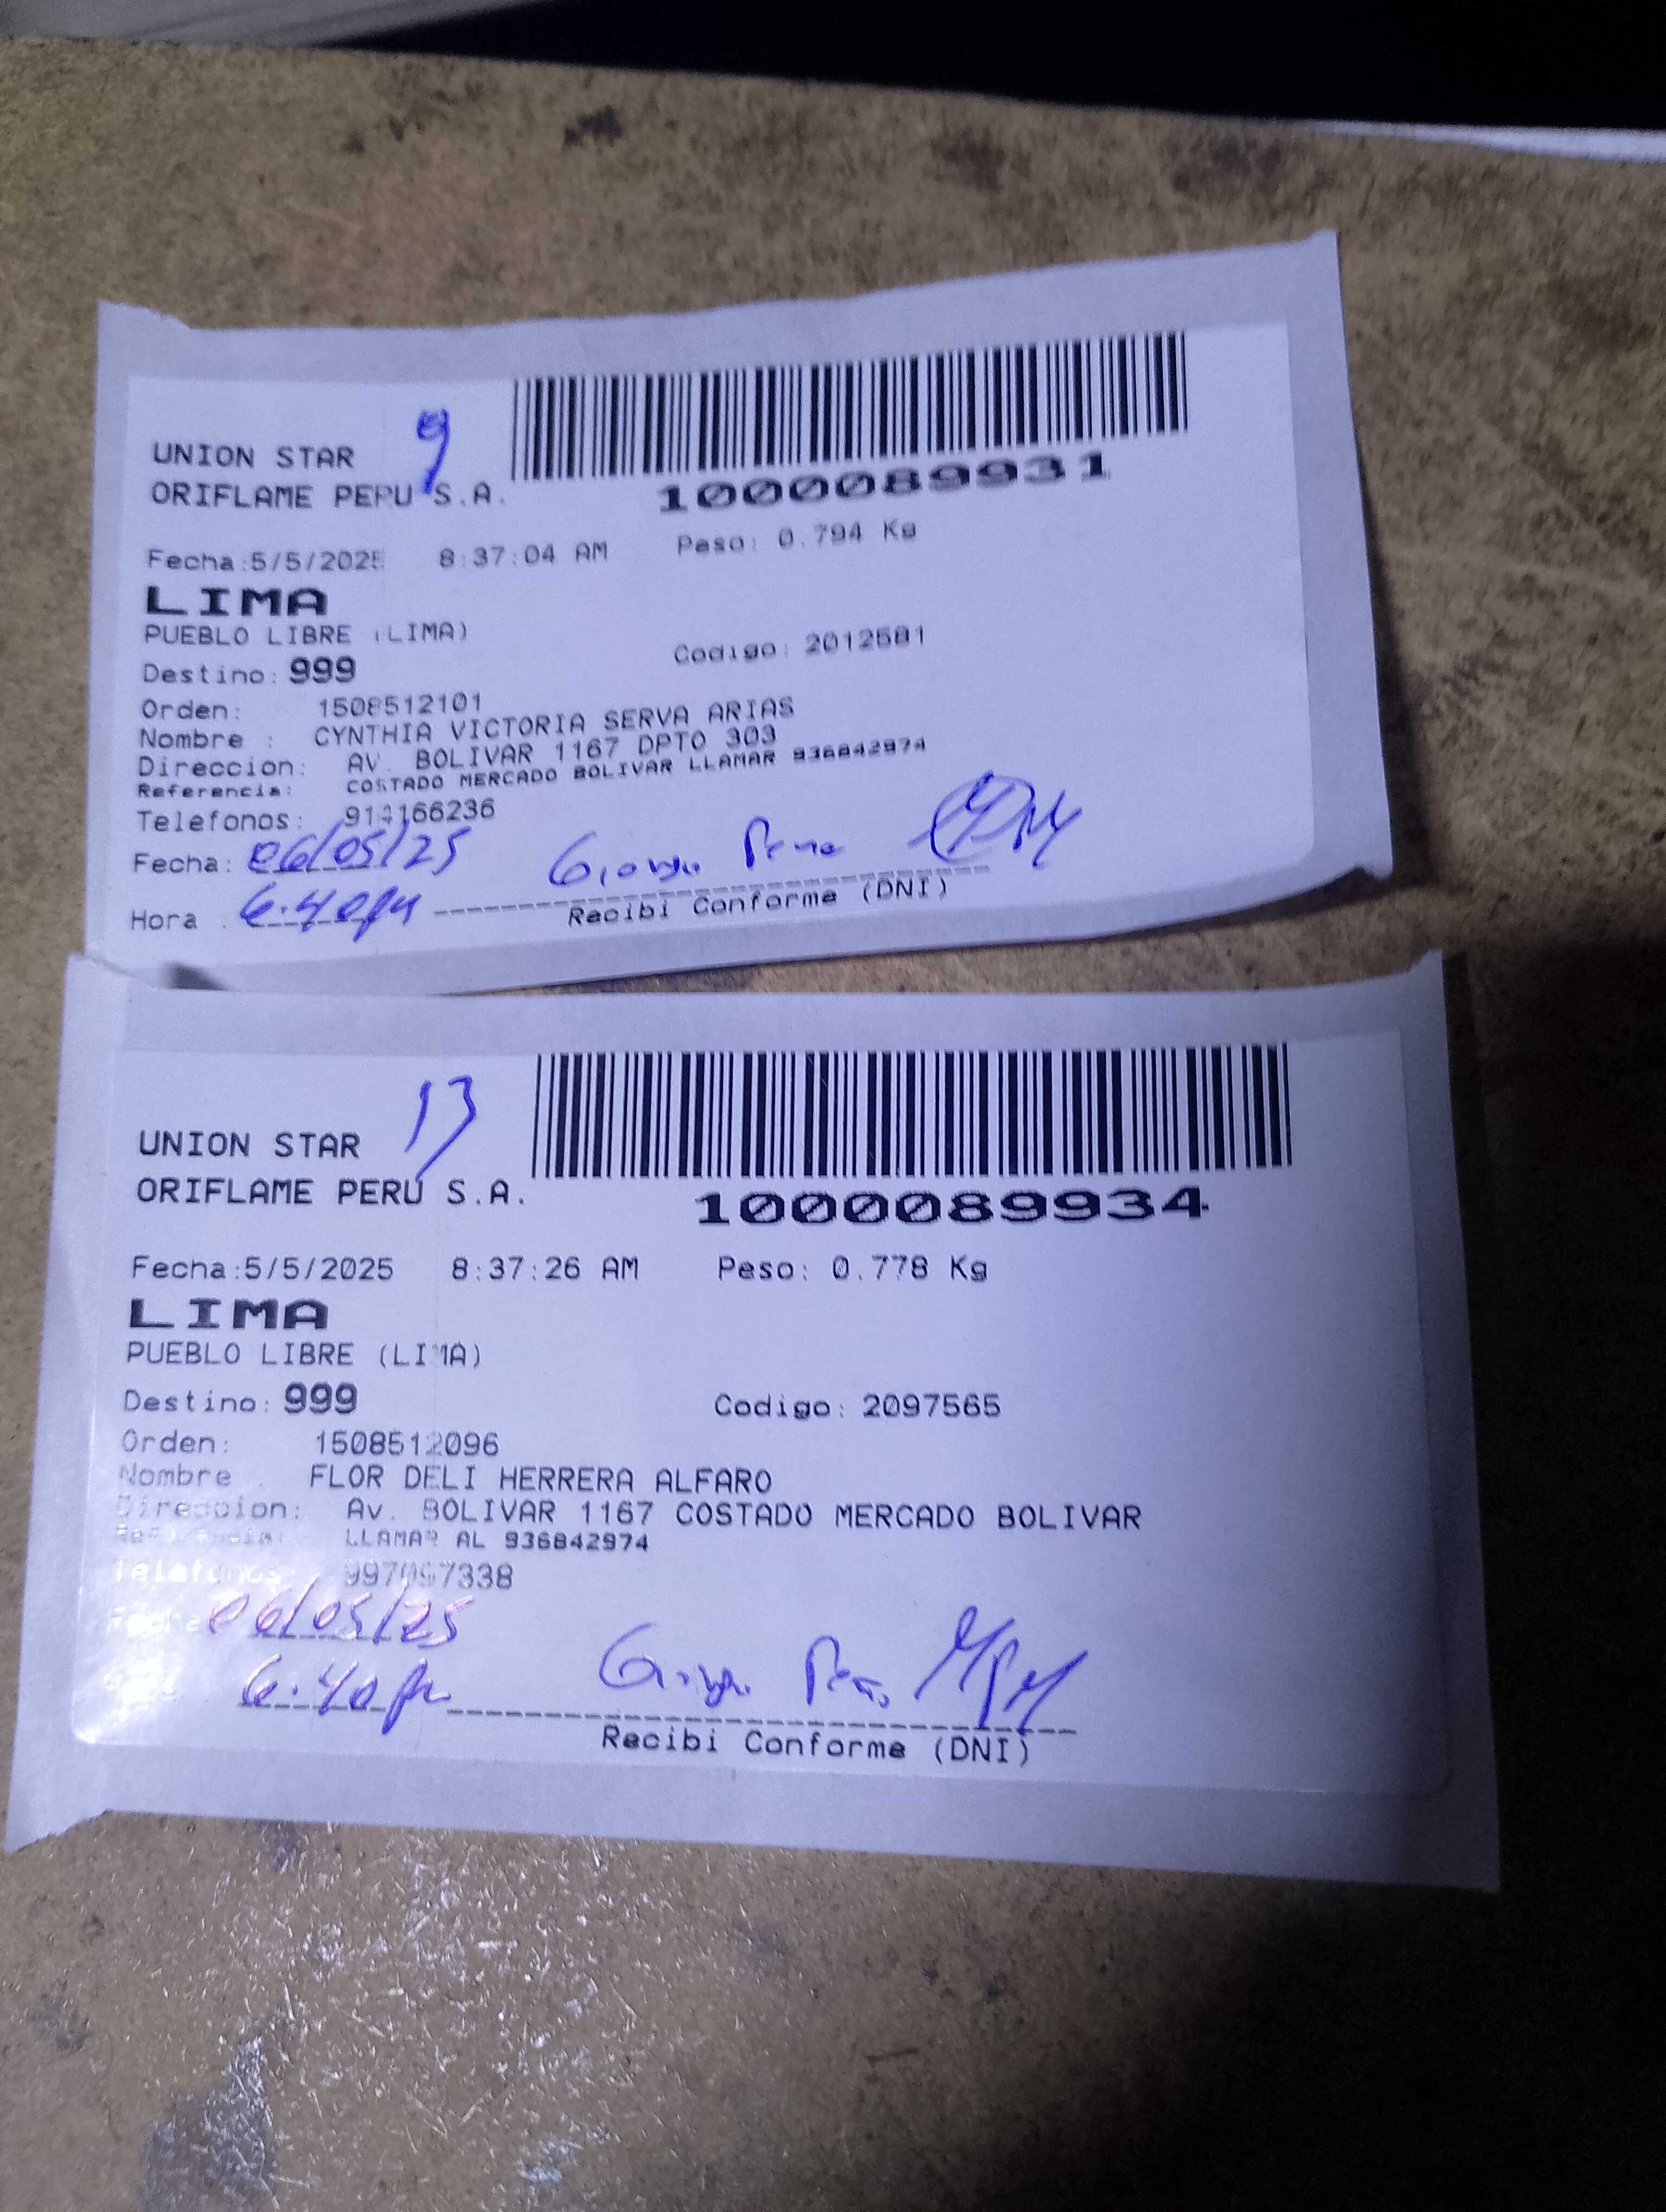 9
UNION STAR
ORIFLAME PERU S.A.
1000089931
Fecha:5/5/2025 8:37:04 AM Peso: 0.794 Kg
LIMA
PUEBLO LIBRE (LIMA)
Destino: 999 Codigo: 2012581
Orden: 1508512101
Nombre : CYNTHIA VICTORIA SERVA ARIAS
Direccion: AV. BOLIVAR 1167 DPTO 303
Referencia: COSTADO MERCADO BOLIVAR LLAMAR 936842974
Telefonos: 914166236
Fecha: 06/05/25
Hora : 6.40pm
Recibi Conforme (DNI)
13
UNION STAR
ORIFLAME PERU S.A.
1000089934
Fecha:5/5/2025 8:37:26 AM Peso: 0.778 Kg
LIMA
PUEBLO LIBRE (LIMA)
Destino: 999 Codigo: 2097565
Orden: 1508512096
Nombre : FLOR DELI HERRERA ALFARO
Direccion: Av. BOLIVAR 1167 COSTADO MERCADO BOLIVAR
Referencia: LLAMAR AL 936842974
Telefonos: 997097338
Fecha 06/05/25
6.40pm
Recibi Conforme (DNI)